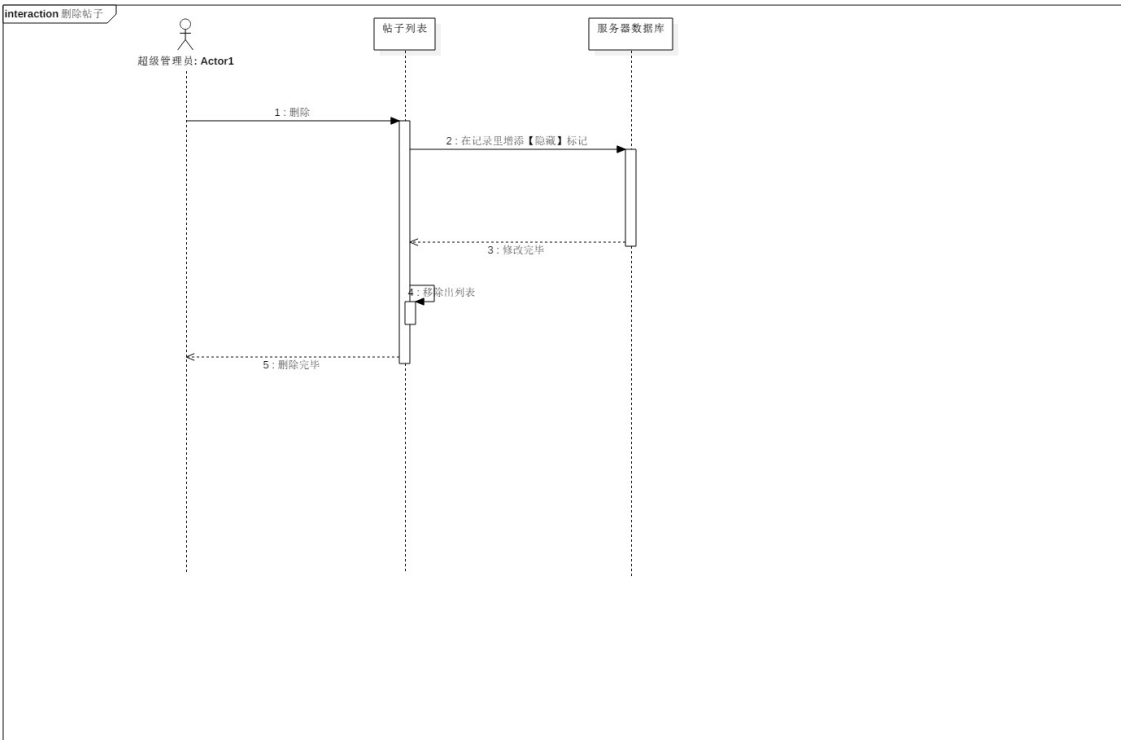 interaction 删除帖子
帖子列表
服务器数据库
超级管理员: Actor1
1 : 删除
2 : 在记录里增添【隐藏】标记
3 : 修改完毕
4 : 移除出列表
5 : 删除完毕